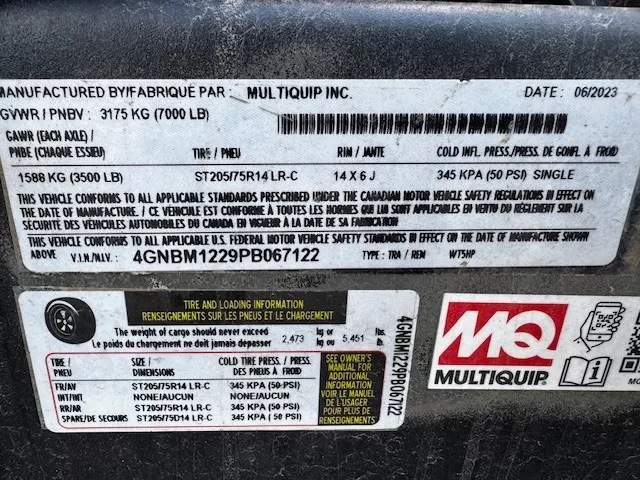 MANUFACTURED BY/FABRIQUÉ PAR : MULTIQUIP INC. DATE : 06/2023
GVWR / PNBV : 3175 KG (7000 LB)
GAWR (EACH AXLE) /
PNBE (CHAQUE ESSIEU) TIRE / PNEU RIM / JANTE COLD INFL. PRESS./PRESS. DE GONFL. À FROID
1588 KG (3500 LB) ST205/75R14 LR-C 14 X 6 J 345 KPA (50 PSI) SINGLE
THIS VEHICLE CONFORMS TO ALL APPLICABLE STANDARDS PRESCRIBED UNDER THE CANADIAN MOTOR VEHICLE SAFETY REGULATIONS IN EFFECT ON
THE DATE OF MANUFACTURE. / CE VÉHICULE EST CONFORME À TOUTES LES NORMES QUI LUI SONT APPLICABLES EN VERTU DU RÈGLEMENT SUR LA
SÉCURITÉ DES VÉHICULES AUTOMOBILES DU CANADA EN VIGUEUR À LA DATE DE SA FABRICATION
THIS VEHICLE CONFORMS TO ALL APPLICABLE U.S. FEDERAL MOTOR VEHICLE SAFETY STANDARDS IN EFFECT ON THE DATE OF MANUFACTURE SHOWN
ABOVE V.I.N./N.I.V. : 4GNBM1229PB067122 TYPE : TRA / REM WT5HP
TIRE AND LOADING INFORMATION
RENSEIGNEMENTS SUR LES PNEUS ET LE CHARGEMENT
The weight of cargo should never exceed
Le poids du chargement ne doit jamais dépasser 2,473 kg or kg ou 5,451 lbs. lb
TIRE / PNEU SIZE / DIMENSIONS COLD TIRE PRESS. / PRESS. DES PNEUS À FROID
FR/AV ST205/75R14 LR-C 345 KPA (50 PSI)
INT/INT NONE/AUCUN NONE/AUCUN
RR/AR ST205/75R14 LR-C 345 KPA (50 PSI)
SPARE/DE SECOURS ST205/75D14 LR-C 345 KPA (50 PSI)
SEE OWNER'S
MANUAL FOR
ADDITIONAL
INFORMATION
VOIR LE MANUEL
DE L'USAGER
POUR PLUS DE
RENSEIGNEMENTS
4GNBM1229PB067122
MQ
MULTIQUIP